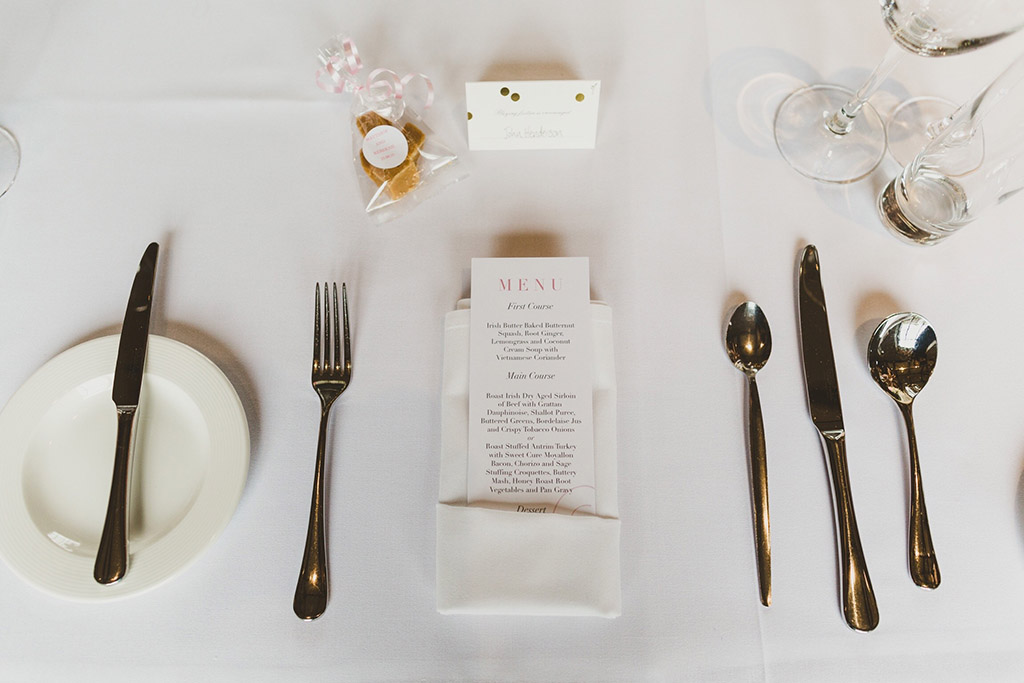 MENU
First Course
Irish Butter Baked Butternut
Squash, Root Ginger,
Lemongrass and Coconut
Cream Soup with
Vietnamese Coriander
Main Course
Roast Irish Dry Aged Sirloin
of Beef with Grattan
Dauphinoise, Shallot Puree,
Buttered Greens, Bordelaise Jus
and Crispy Tobacco Onions
or
Roast Stuffed Antrim Turkey
with Sweet Cure Movallon
Bacon, Chorizo and Sage
Stuffing Croquettes, Buttery
Mash, Honey Roast Root
Vegetables and Pan Gravy
Dessert